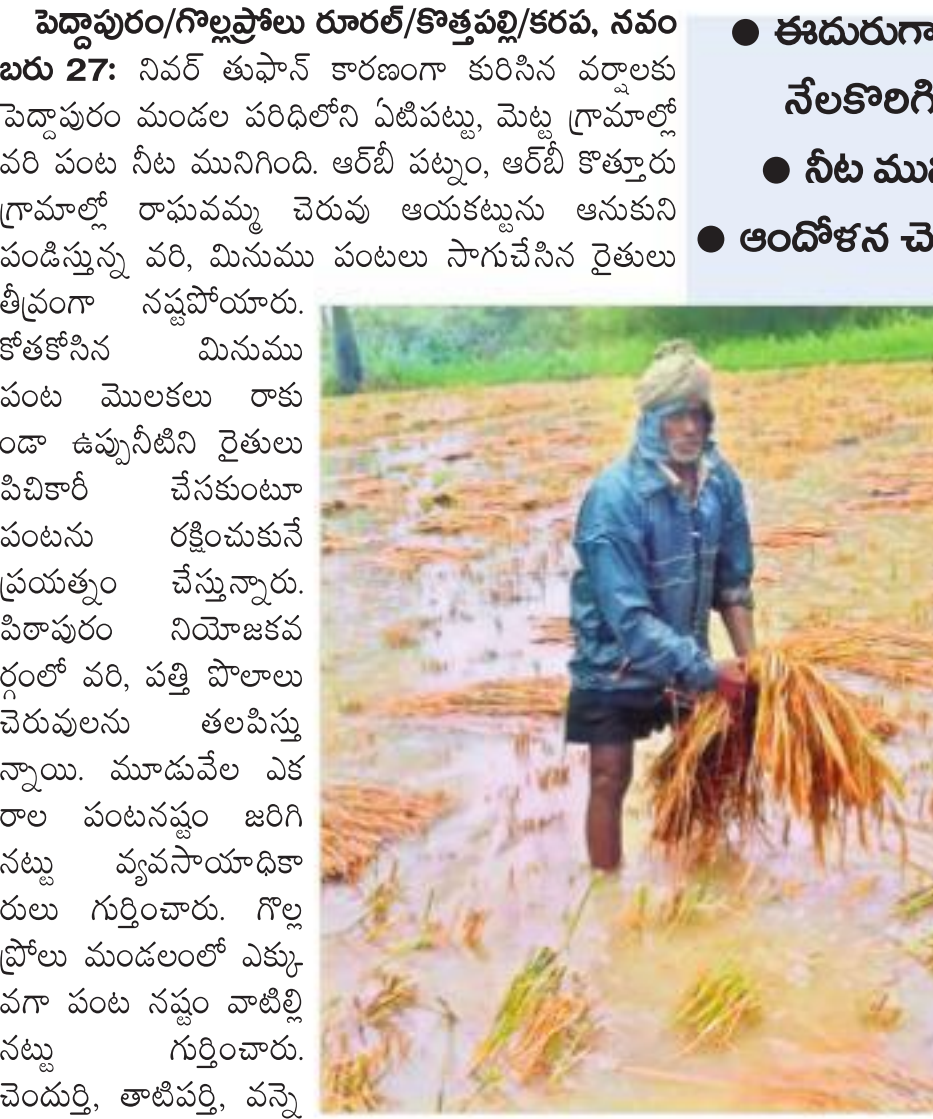 పెద్దాపురం/గొల్లప్రోలు రూరల్/కొత్తపల్లి/కరప, నవం
బరు 27: నివర్ తుఫాన్ కారణంగా కురిసిన వర్షాలకు
పెద్దాపురం మండల పరిధిలోని ఏటిపట్టు, మెట్ట గ్రామాల్లో
వరి పంట నీట మునిగింది. ఆర్‌బీ పట్నం, ఆర్‌బీ కొత్తూరు
గ్రామాల్లో రాఘవమ్మ చెరువు ఆయకట్టును ఆనుకుని
పండిస్తున్న వరి, మినుము పంటలు సాగుచేసిన రైతులు
తీవ్రంగా నష్టపోయారు.
కోతకోసిన మినుము
పంట మొలకలు రాకు
ండా ఉప్పునీటిని రైతులు
పిచికారీ చేసకుంటూ
పంటను రక్షించుకునే
ప్రయత్నం చేస్తున్నారు.
పిఠాపురం నియోజకవ
ర్గంలో వరి, పత్తి పొలాలు
చెరువులను తలపిస్తు
న్నాయి. మూడువేల ఎక
రాల పంటనష్టం జరిగి
నట్టు వ్యవసాయాధికా
రులు గుర్తించారు. గొల్ల
ప్రోలు మండలంలో ఎక్కు
వగా పంట నష్టం వాటిల్లి
నట్టు గుర్తించారు.
చెందుర్తి, తాటిపర్తి, వన్నె
● ఈదురుగా
నేలకొరిగి
● నీట ము
● ఆందోళన చె